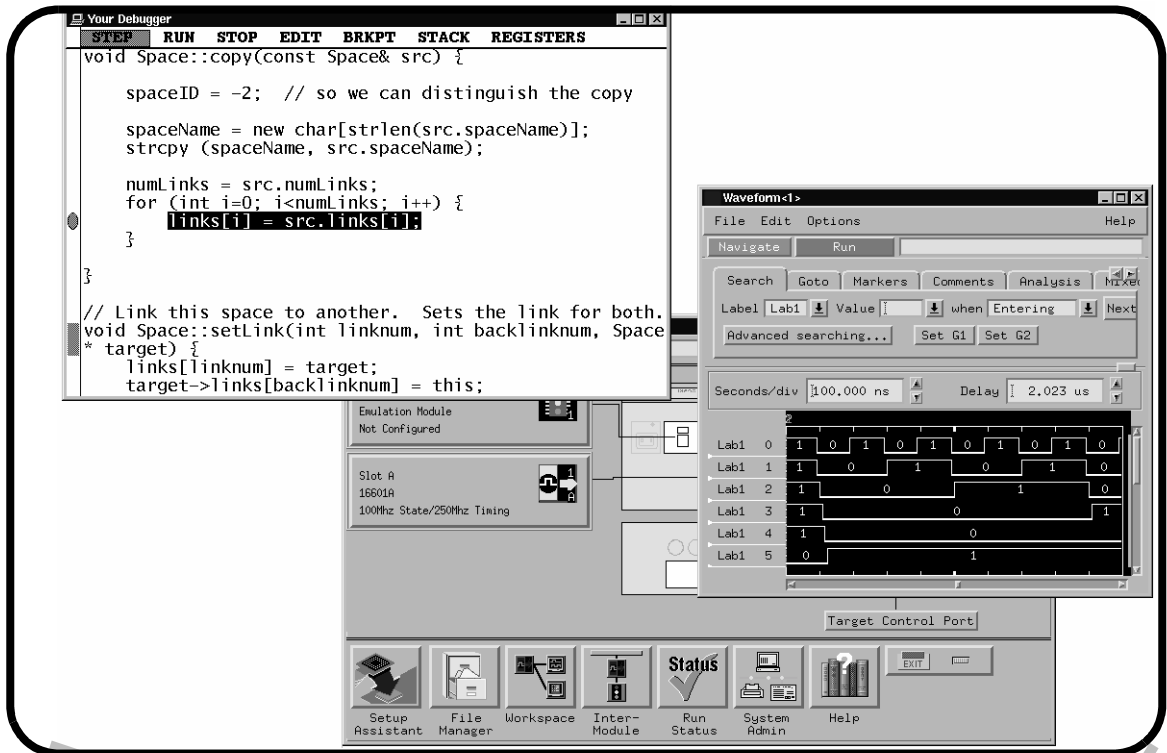 Your Debugger
STEP RUN STOP EDIT BRKPT STACK REGISTERS
void Space::copy(const Space& src) {
spaceID = -2; // so we can distinguish the copy
spaceName = new char[strlen(src.spaceName)];
strcpy (spaceName, src.spaceName);
numLinks = src.numLinks;
for (int i=0; i<numLinks; i++) {
links[i] = src.links[i];
}
}
// Link this space to another. Sets the link for both.
void Space::setLink(int linknum, int backlinknum, Space
* target) {
links[linknum] = target;
target->links[backlinknum] = this;
Waveform<1>
File Edit Options Help
Navigate Run
Search Goto Markers Comments Analysis
Label Lab1 Value when Entering Next
Advanced searching... Set G1 Set G2
Seconds/div 100.000 ns Delay 2.023 us
2
Lab1 0 1 0 1 0 1 0 1 0 1 0
Lab1 1 1 0 1 0 1 0
Lab1 2 1 0 1 0
Lab1 3 1 0 1
Lab1 4 1 0
Lab1 5 0 1
Emulation Module
Not Configured
1
Slot A
16601A
100Mhz State/250Mhz Timing
1
A
Target Control Port
Status
?
EXIT
Setup Assistant
File Manager
Workspace
Inter-
Module
Run Status
System Admin
Help